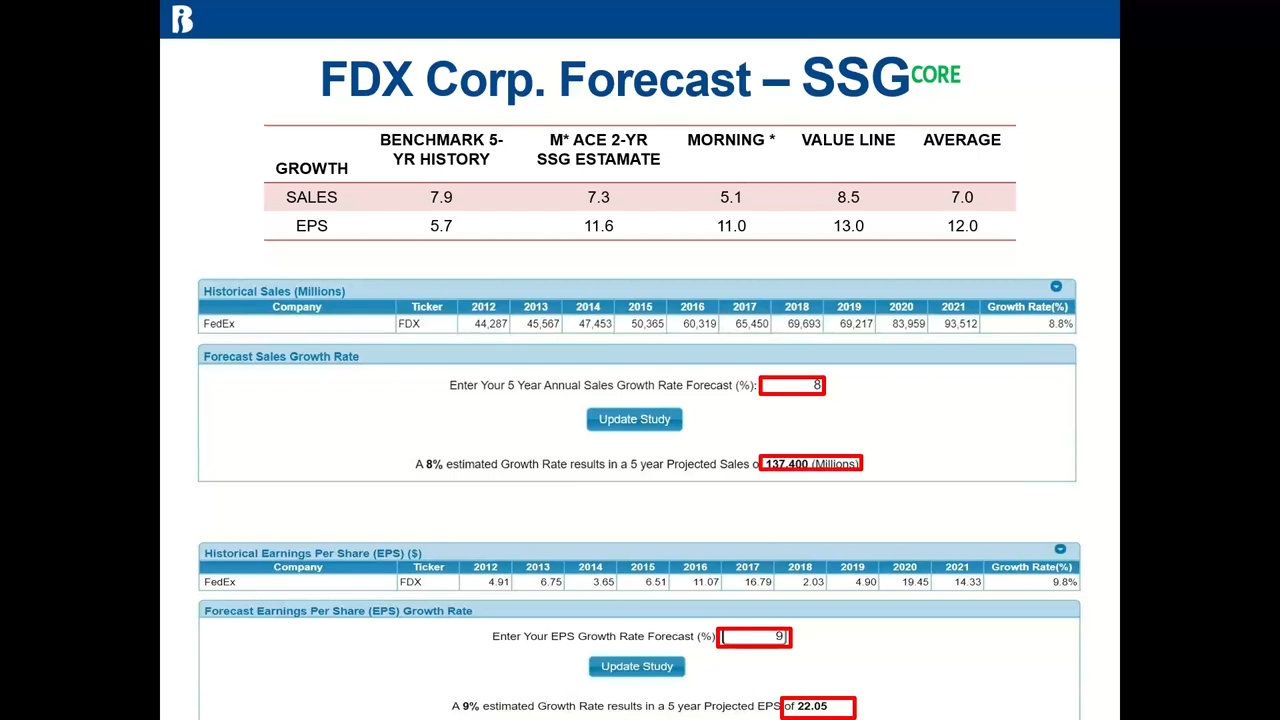 B
FDX Corp. Forecast – SSG CORE
GROWTH BENCHMARK 5-YR HISTORY M* ACE 2-YR SSG ESTAMATE MORNING * VALUE LINE AVERAGE
SALES 7.9 7.3 5.1 8.5 7.0
EPS 5.7 11.6 11.0 13.0 12.0
Historical Sales (Millions)
Company Ticker 2012 2013 2014 2015 2016 2017 2018 2019 2020 2021 Growth Rate(%)
FedEx FDX 44,287 45,567 47,453 50,365 60,319 65,450 69,693 69,217 83,959 93,512 8.8%
Forecast Sales Growth Rate
Enter Your 5 Year Annual Sales Growth Rate Forecast (%): 8
Update Study
A 8% estimated Growth Rate results in a 5 year Projected Sales of 137,400 (Millions)
Historical Earnings Per Share (EPS) ($)
Company Ticker 2012 2013 2014 2015 2016 2017 2018 2019 2020 2021 Growth Rate(%)
FedEx FDX 4.91 6.75 3.65 6.51 11.07 16.79 2.03 4.90 19.45 14.33 9.8%
Forecast Earnings Per Share (EPS) Growth Rate
Enter Your EPS Growth Rate Forecast (%) 9
Update Study
A 9% estimated Growth Rate results in a 5 year Projected EPS of 22.05